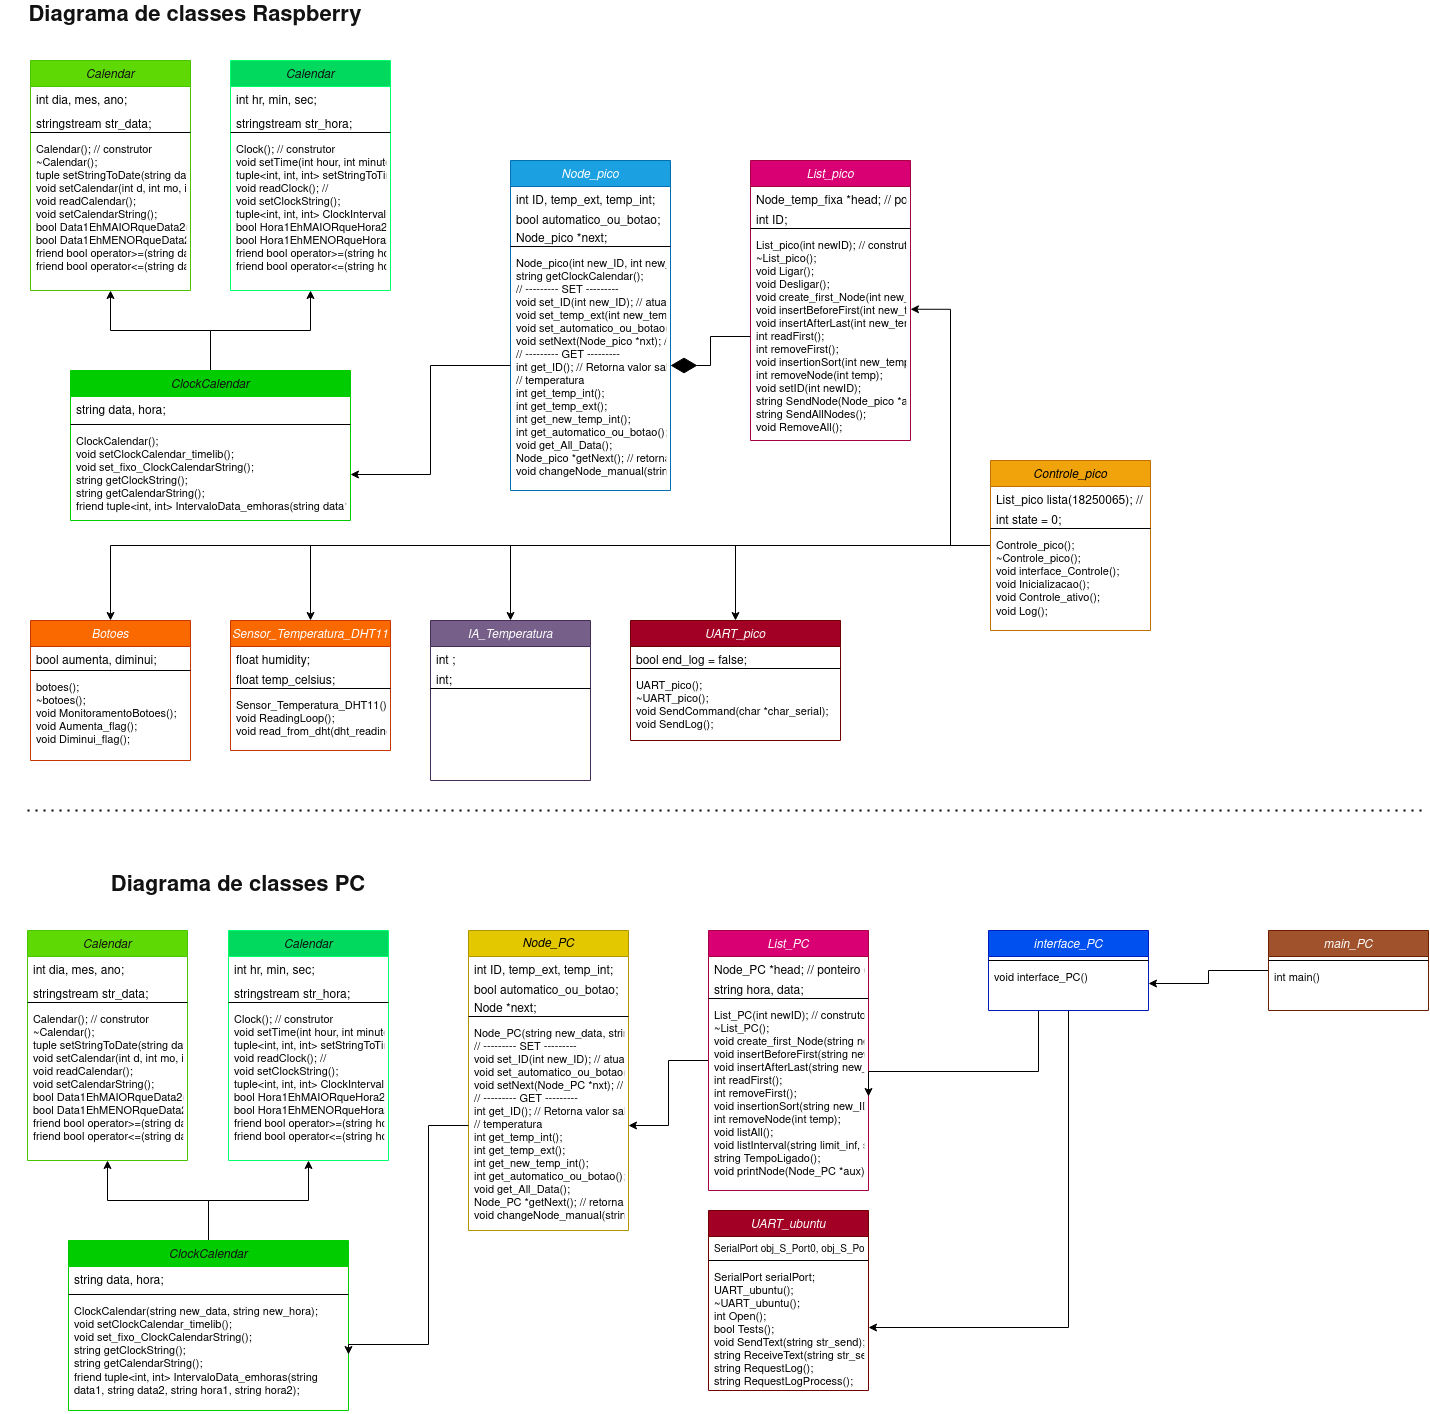 Diagrama de classes Raspberry
Calendar
int dia, mes, ano;
stringstream str_data;
Calendar(); // construtor
~Calendar();
tuple setStringToDate(string da
void setCalendar(int d, int mo, i
void readCalendar();
void setCalendarString();
bool Data1EhMAIORqueData2
bool Data1EhMENORqueData2
friend bool operator>=(string da
friend bool operator<=(string da
Calendar
int hr, min, sec;
stringstream str_hora;
Clock(); // construtor
void setTime(int hour, int minut
tuple<int, int, int> setStringToTi
void readClock(); //
void setClockString();
tuple<int, int, int> ClockInterval
bool Hora1EhMAIORqueHora2
bool Hora1EhMENORqueHora
friend bool operator>=(string ho
friend bool operator<=(string ho
ClockCalendar
string data, hora;
ClockCalendar();
void setClockCalendar_timelib();
void set_fixo_ClockCalendarString();
string getClockString();
string getCalendarString();
friend tuple<int, int> IntervaloData_emhoras(string data
Node_pico
int ID, temp_ext, temp_int;
bool automatico_ou_botao;
Node_pico *next;
Node_pico(int new_ID, int new_
string getClockCalendar();
// --------- SET ---------
void set_ID(int new_ID); // atua
void set_temp_ext(int new_tem
void set_automatico_ou_botao
void setNext(Node_pico *nxt); /
// --------- GET ---------
int get_ID(); // Retorna valor sa
// temperatura
int get_temp_int();
int get_temp_ext();
int get_new_temp_int();
int get_automatico_ou_botao()
void get_All_Data();
Node_pico *getNext(); // retorn
void changeNode_manual(strin
List_pico
Node_temp_fixa *head; // po
int ID;
List_pico(int newID); // construt
~List_pico();
void Ligar();
void Desligar();
void create_first_Node(int new_
void insertBeforeFirst(int new_t
void insertAfterLast(int new_ter
int readFirst();
int removeFirst();
void insertionSort(int new_temp
int removeNode(int temp);
void setID(int newID);
string SendNode(Node_pico *a
string SendAllNodes();
void RemoveAll();
Controle_pico
List_pico lista(18250065); //
int state = 0;
Controle_pico();
~Controle_pico();
void interface_Controle();
void Inicializacao();
void Controle_ativo();
void Log();
Botoes
bool aumenta, diminui;
botoes();
~botoes();
void MonitoramentoBotoes();
void Aumenta_flag();
void Diminui_flag();
Sensor_Temperatura_DHT11
float humidity;
float temp_celsius;
Sensor_Temperatura_DHT11()
void ReadingLoop();
void read_from_dht(dht_readin
IA_Temperatura
int ;
int;
UART_pico
bool end_log = false;
UART_pico();
~UART_pico();
void SendCommand(char *char_serial);
void SendLog();
Diagrama de classes PC
Calendar
int dia, mes, ano;
stringstream str_data;
Calendar(); // construtor
~Calendar();
tuple setStringToDate(string da
void setCalendar(int d, int mo, i
void readCalendar();
void setCalendarString();
bool Data1EhMAIORqueData2
bool Data1EhMENORqueData2
friend bool operator>=(string da
friend bool operator<=(string da
Calendar
int hr, min, sec;
stringstream str_hora;
Clock(); // construtor
void setTime(int hour, int minut
tuple<int, int, int> setStringToTi
void readClock(); //
void setClockString();
tuple<int, int, int> ClockInterval
bool Hora1EhMAIORqueHora2
bool Hora1EhMENORqueHora
friend bool operator>=(string ho
friend bool operator<=(string ho
ClockCalendar
string data, hora;
ClockCalendar(string new_data, string new_hora);
void setClockCalendar_timelib();
void set_fixo_ClockCalendarString();
string getClockString();
string getCalendarString();
friend tuple<int, int> IntervaloData_emhoras(string
data1, string data2, string hora1, string hora2);
Node_PC
int ID, temp_ext, temp_int;
bool automatico_ou_botao;
Node *next;
Node_PC(string new_data, stri
// --------- SET ---------
void set_ID(int new_ID); // atua
void set_automatico_ou_botao
void setNext(Node_PC *nxt); //
// --------- GET ---------
int get_ID(); // Retorna valor sa
// temperatura
int get_temp_int();
int get_temp_ext();
int get_new_temp_int();
int get_automatico_ou_botao()
void get_All_Data();
Node_PC *getNext(); // retorna
void changeNode_manual(strin
List_PC
Node_PC *head; // ponteiro
string hora, data;
List_PC(int newID); // construto
~List_PC();
void create_first_Node(string n
void insertBeforeFirst(string ne
void insertAfterLast(string new_
int readFirst();
int removeFirst();
void insertionSort(string new_I
int removeNode(int temp);
void listAll();
void listInterval(string limit_inf, s
string TempoLigado();
void printNode(Node_PC *aux)
UART_ubuntu
SerialPort obj_S_Port0, obj_S_Po
SerialPort serialPort;
UART_ubuntu();
~UART_ubuntu();
int Open();
bool Tests();
void SendText(string str_send);
string ReceiveText(string str_se
string RequestLog();
string RequestLogProcess();
interface_PC
void interface_PC()
main_PC
int main()